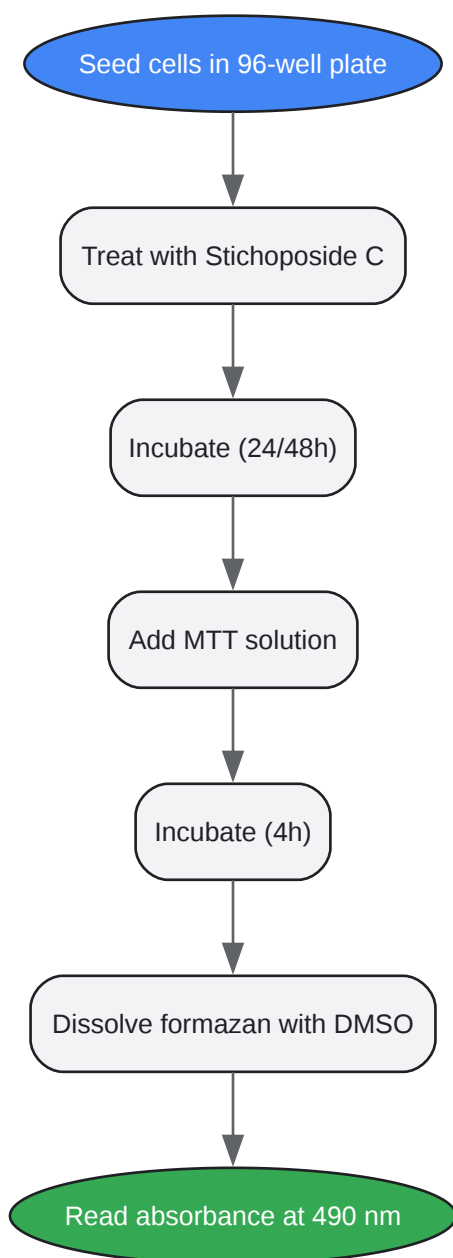 Seed cells in 96-well plate
Treat with Stichoposide C
Incubate (24/48h)
Add MTT solution
Incubate (4h)
Dissolve formazan with DMSO
Read absorbance at 490 nm